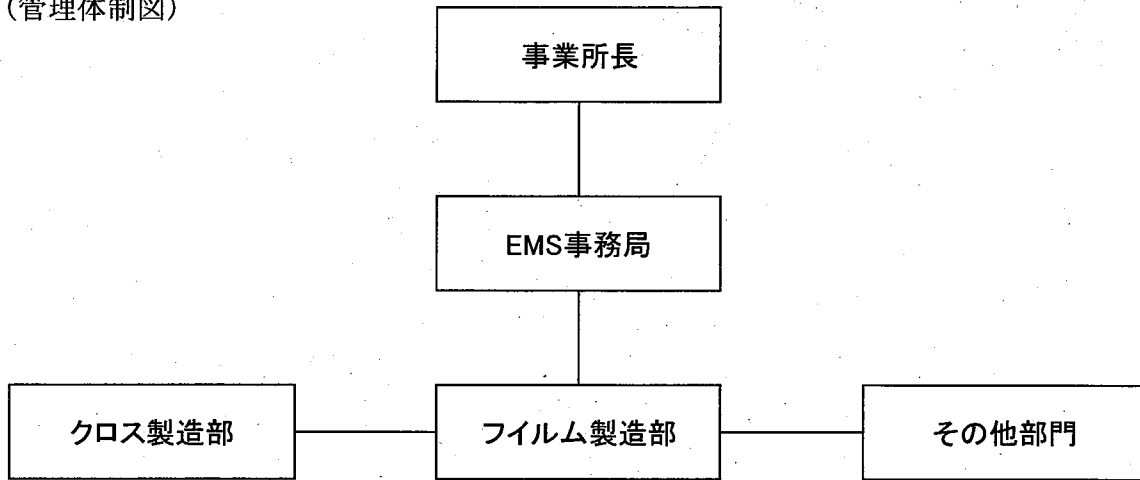 （管理体制図）
事業所長
EMS事務局
クロス製造部
フイルム製造部
その他部門